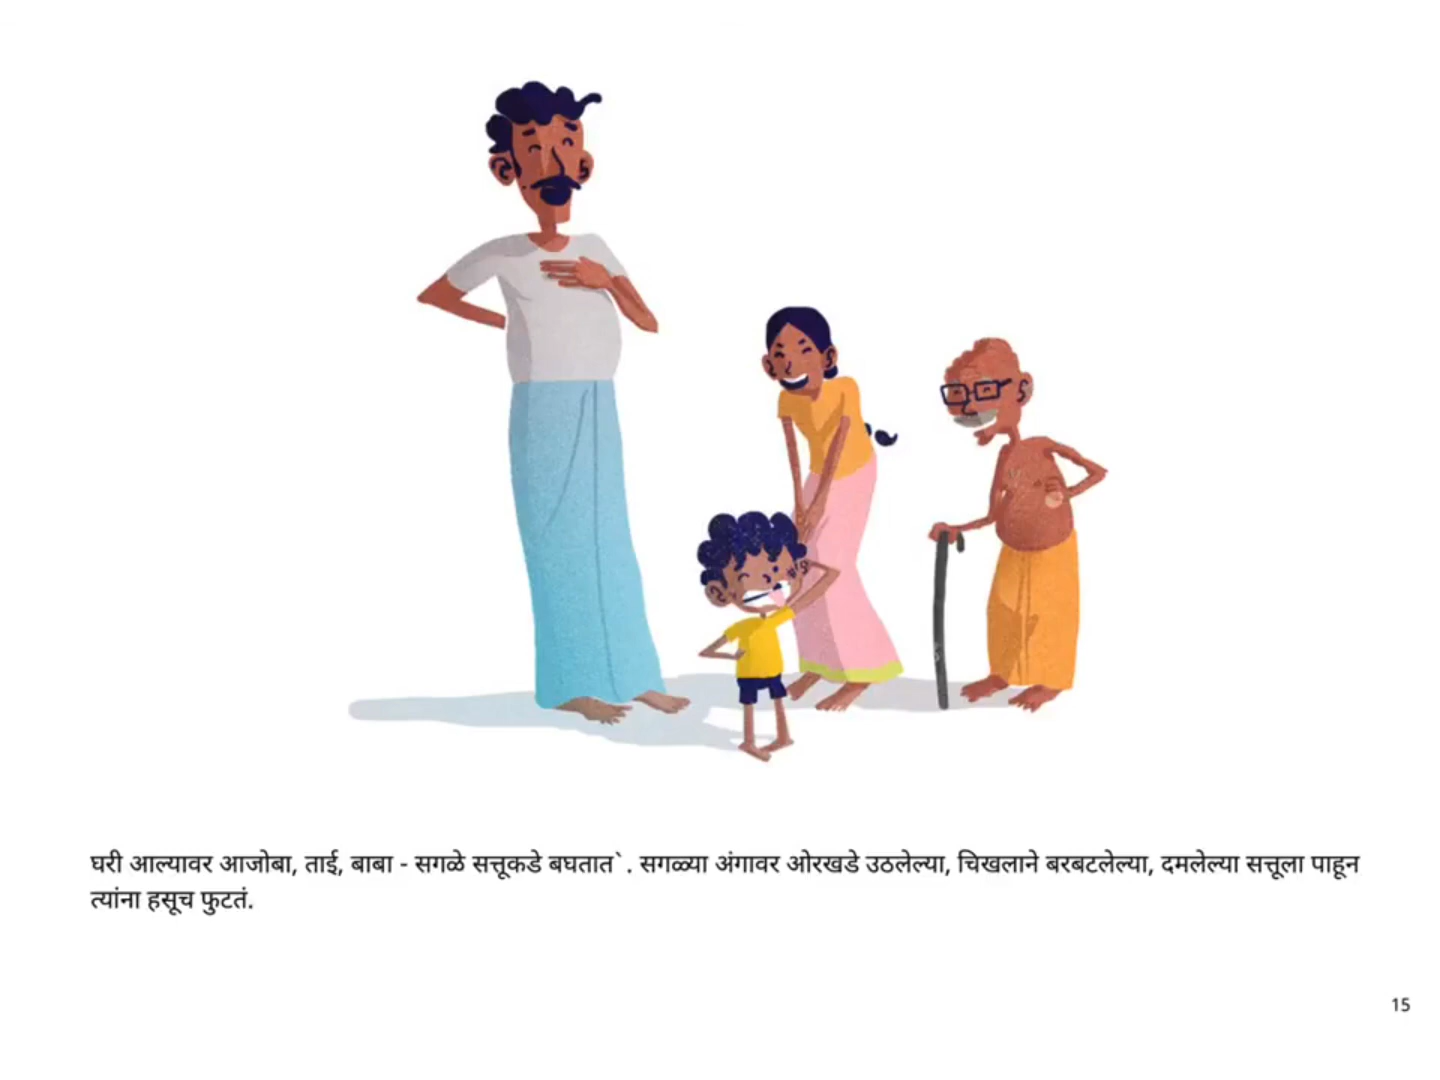 घरी आल्यावर आजोबा, ताई, बाबा - सगळे सत्तूकडे बघतात` . सगळ्या अंगावर ओरखडे उठलेल्या, चिखलाने बरबटलेल्या, दमलेल्या सत्तूला पाहून
त्यांना हसूच फुटतं.
15